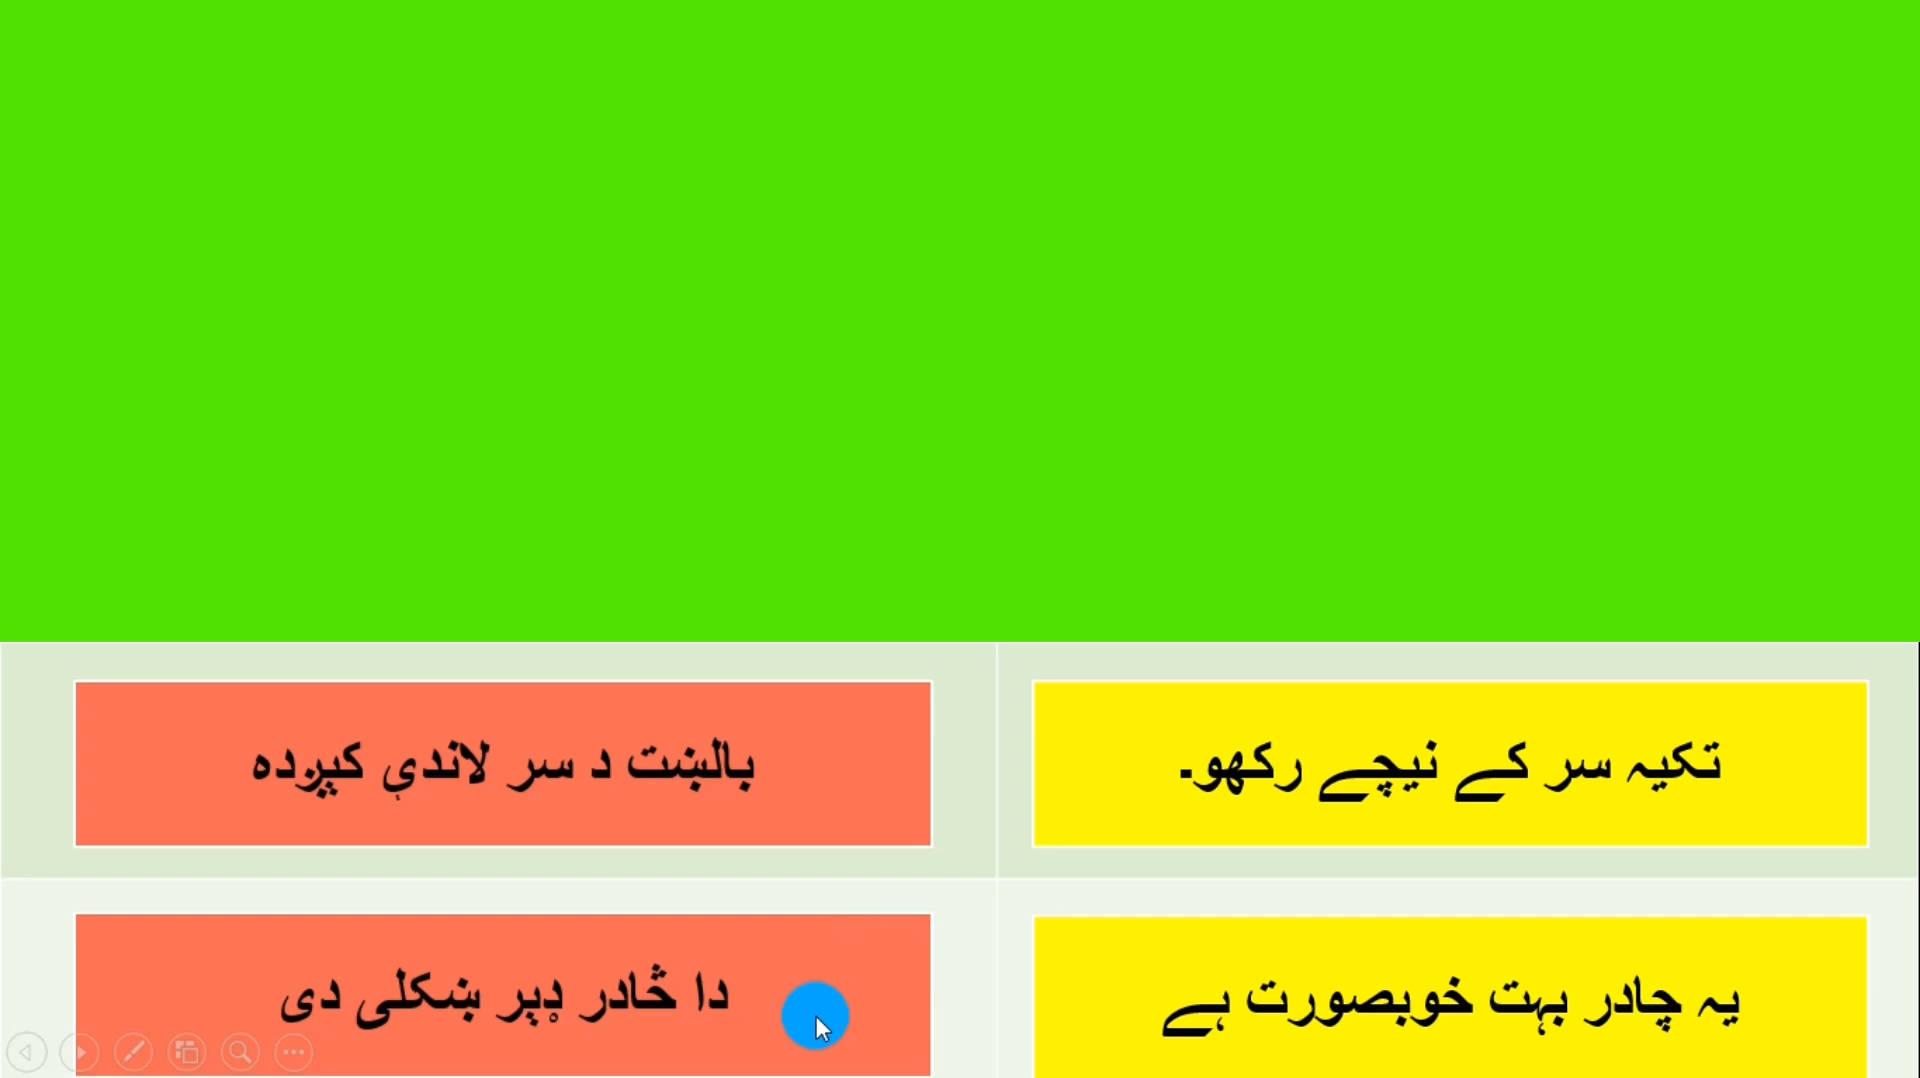 تکیہ سر کے نیچے رکھو۔
بالښت د سر لاندې کېږده
یہ چادر بہت خوبصورت ہے
دا څادر ډېر ښکلی دی